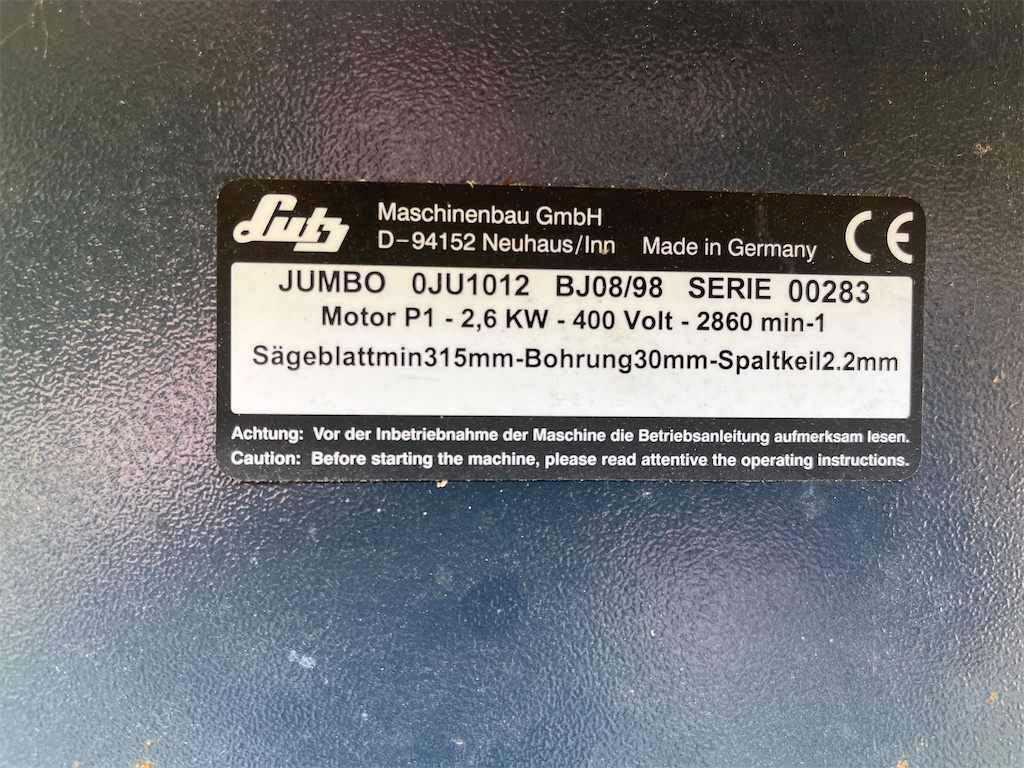 Lutz
Maschinenbau GmbH
D-94152 Neuhaus/Inn Made in Germany CE
JUMBO 0JU1012 BJ08/98 SERIE 00283
Motor P1 - 2,6 KW - 400 Volt - 2860 min-1
Sägeblattmin315mm-Bohrung30mm-Spaltkeil2.2mm
Achtung: Vor der Inbetriebnahme der Maschine die Betriebsanleitung aufmerksam lesen.
Caution: Before starting the machine, please read attentive the operating instructions.